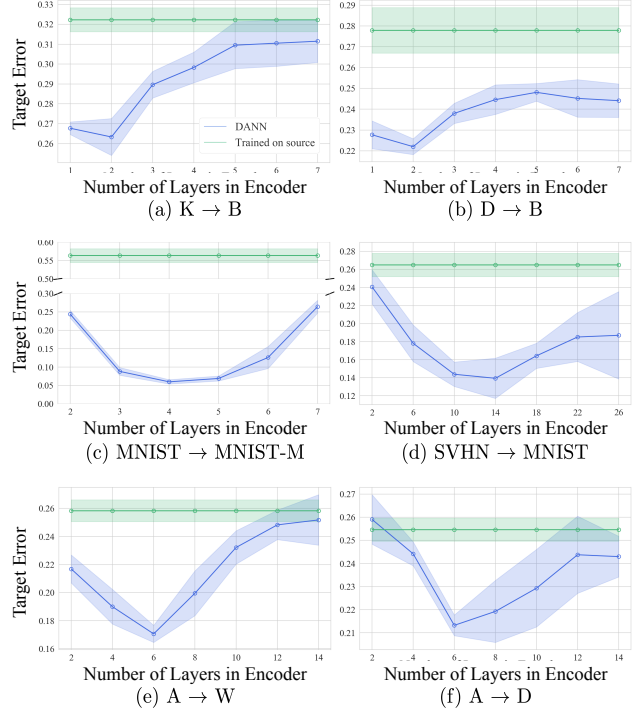 0.33
0.32
0.31
0.30
0.29
0.28
0.27
0.26
Target Error
DANN
Trained on source
1 2 3 4 5 6 7
Number of Layers in Encoder
(a) K → B
0.29
0.28
0.27
0.26
0.25
0.24
0.23
0.22
1 2 3 4 5 6 7
Number of Layers in Encoder
(b) D → B
0.60
0.55
0.50
0.30
0.25
0.20
0.15
0.10
0.05
0.00
Target Error
2 3 4 5 6 7
Number of Layers in Encoder
(c) MNIST → MNIST-M
0.28
0.26
0.24
0.22
0.20
0.18
0.16
0.14
0.12
2 6 10 14 18 22 26
Number of Layers in Encoder
(d) SVHN → MNIST
0.26
0.24
0.22
0.20
0.18
0.16
Target Error
2 4 6 8 10 12 14
Number of Layers in Encoder
(e) A → W
0.27
0.26
0.25
0.24
0.23
0.22
0.21
2 4 6 8 10 12 14
Number of Layers in Encoder
(f) A → D